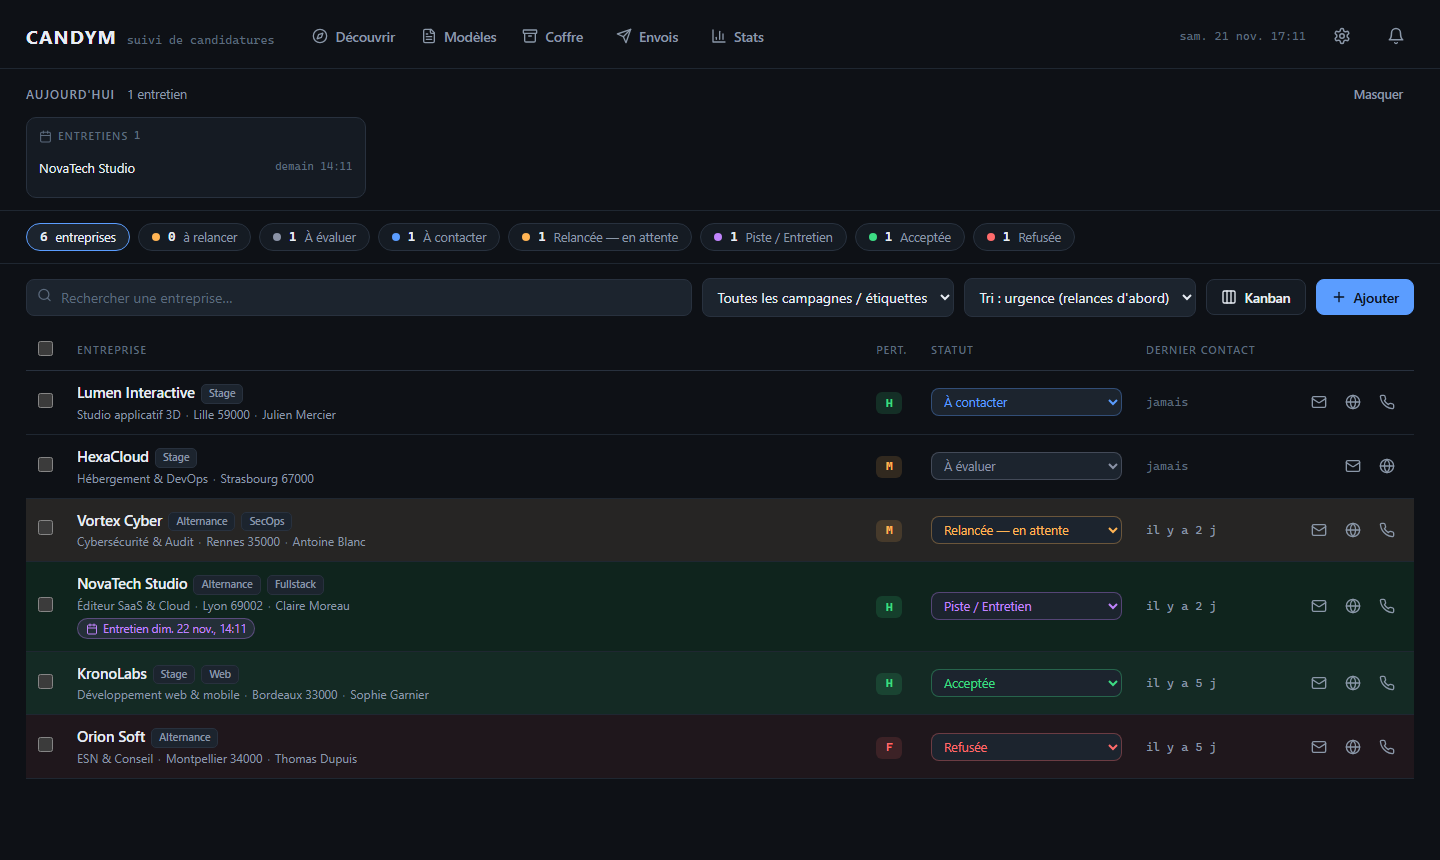 CANDYM suivi de candidatures Découvrir Modèles Coffre Envois Stats sam. 21 nov. 17:11
AUJOURD'HUI 1 entretien Masquer
ENTRETIENS 1
NovaTech Studio demain 14:11
6 entreprises 0 à relancer 1 À évaluer 1 À contacter 1 Relancée — en attente 1 Piste / Entretien 1 Acceptée 1 Refusée
Rechercher une entreprise... Toutes les campagnes / étiquettes Tri : urgence (relances d'abord) Kanban Ajouter
ENTREPRISE PERT. STATUT DERNIER CONTACT
Lumen Interactive Stage
Studio applicatif 3D · Lille 59000 · Julien Mercier
H À contacter jamais
HexaCloud Stage
Hébergement & DevOps · Strasbourg 67000
M À évaluer jamais
Vortex Cyber Alternance SecOps
Cybersécurité & Audit · Rennes 35000 · Antoine Blanc
M Relancée — en attente il y a 2 j
NovaTech Studio Alternance Fullstack
Éditeur SaaS & Cloud · Lyon 69002 · Claire Moreau
Entretien dim. 22 nov., 14:11
H Piste / Entretien il y a 2 j
KronoLabs Stage Web
Développement web & mobile · Bordeaux 33000 · Sophie Garnier
H Acceptée il y a 5 j
Orion Soft Alternance
ESN & Conseil · Montpellier 34000 · Thomas Dupuis
F Refusée il y a 5 j